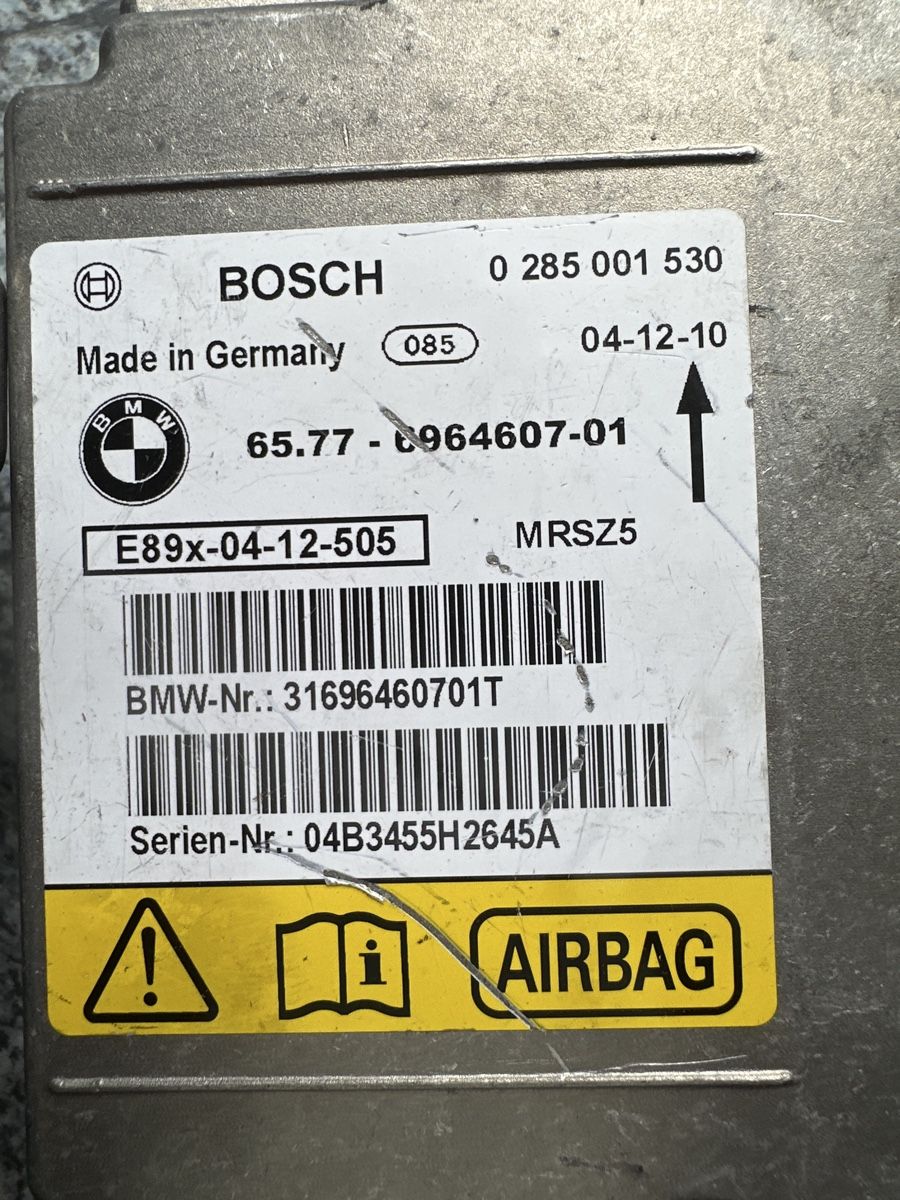 BOSCH 0 285 001 530
Made in Germany 085 04-12-10
BMW 65.77 - 6964607-01
E89x-04-12-505 MRSZ5
BMW-Nr.: 31696460701T
Serien-Nr.: 04B3455H2645A
! i AIRBAG